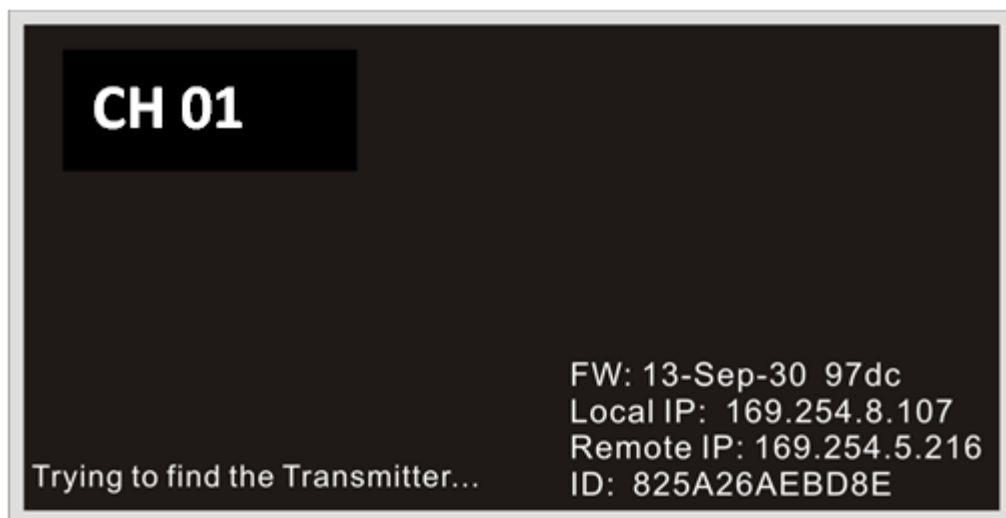 CH 01
FW: 13-Sep-30 97dc
Local IP: 169.254.8.107
Remote IP: 169.254.5.216
Trying to find the Transmitter...
ID: 825A26AEBD8E